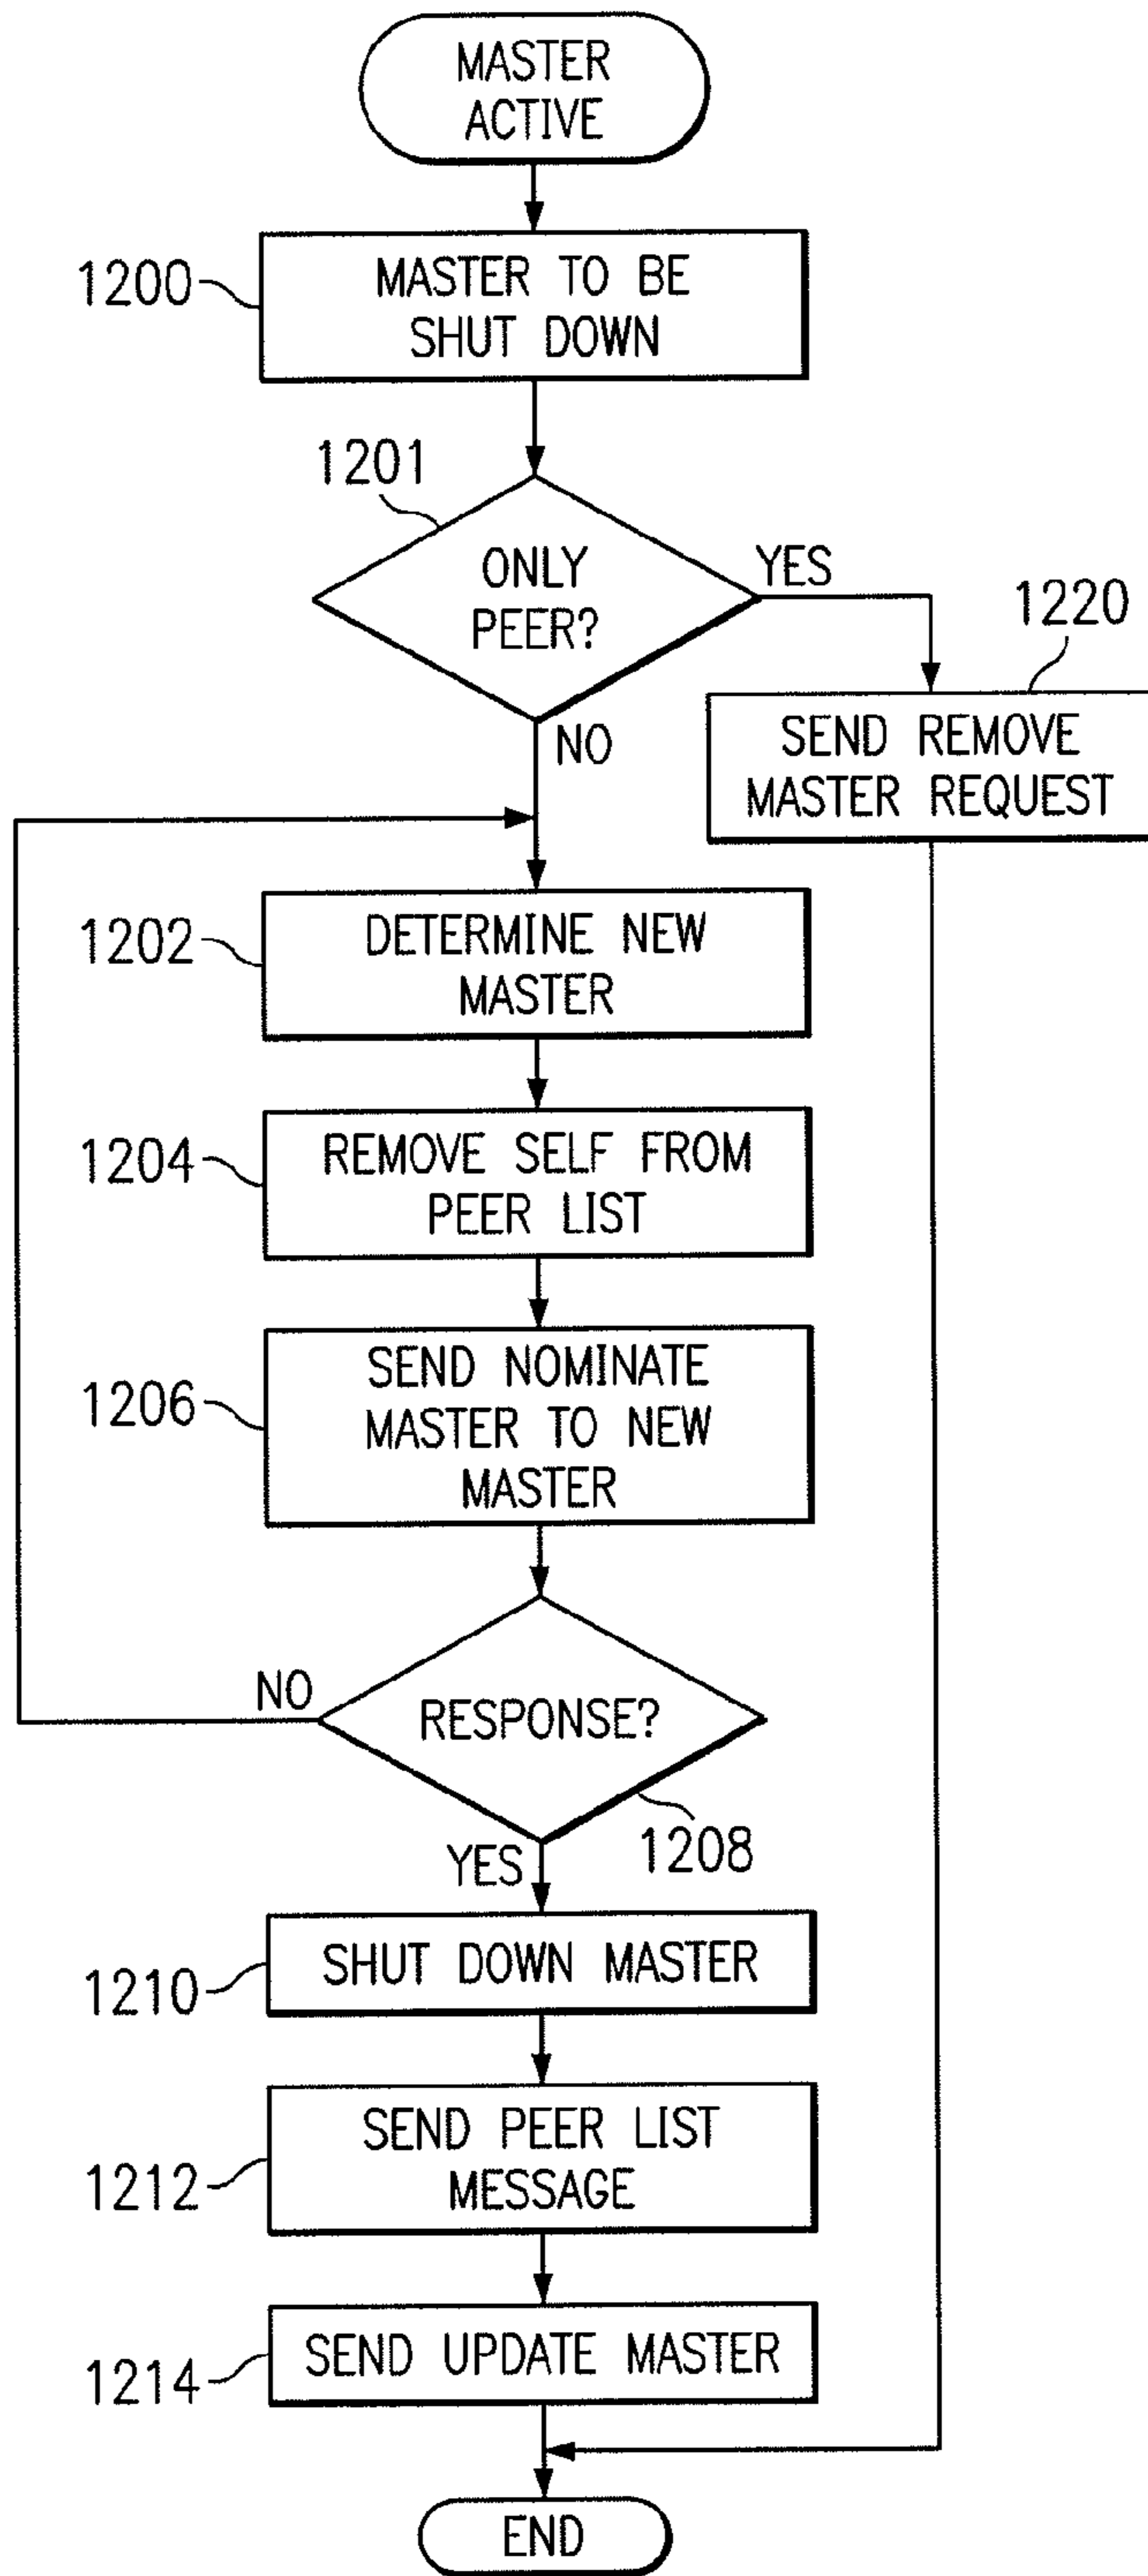 MASTER
ACTIVE
1200
MASTER TO BE
SHUT DOWN
1201
ONLY
PEER?
YES
1220
SEND REMOVE
MASTER REQUEST
NO
1202
DETERMINE NEW
MASTER
1204
REMOVE SELF FROM
PEER LIST
1206
SEND NOMINATE
MASTER TO NEW
MASTER
NO
RESPONSE?
1208
YES
1210
SHUT DOWN MASTER
1212
SEND PEER LIST
MESSAGE
1214
SEND UPDATE MASTER
END